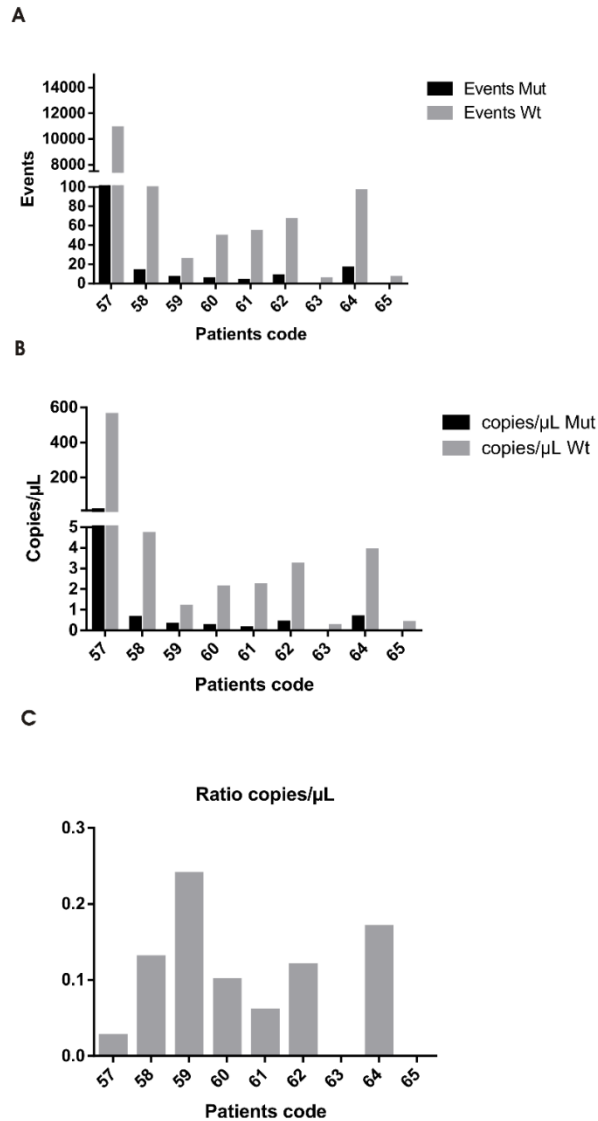 A
14000
12000
10000
8000
100
80
60
40
20
0
Events
57 58 59 60 61 62 63 64 65
Patients code
Events Mut
Events Wt
B
600
400
200
5
4
3
2
1
0
Copies/µL
57 58 59 60 61 62 63 64 65
Patients code
copies/µL Mut
copies/µL Wt
C
Ratio copies/µL
0.3
0.2
0.1
0.0
57 58 59 60 61 62 63 64 65
Patients code